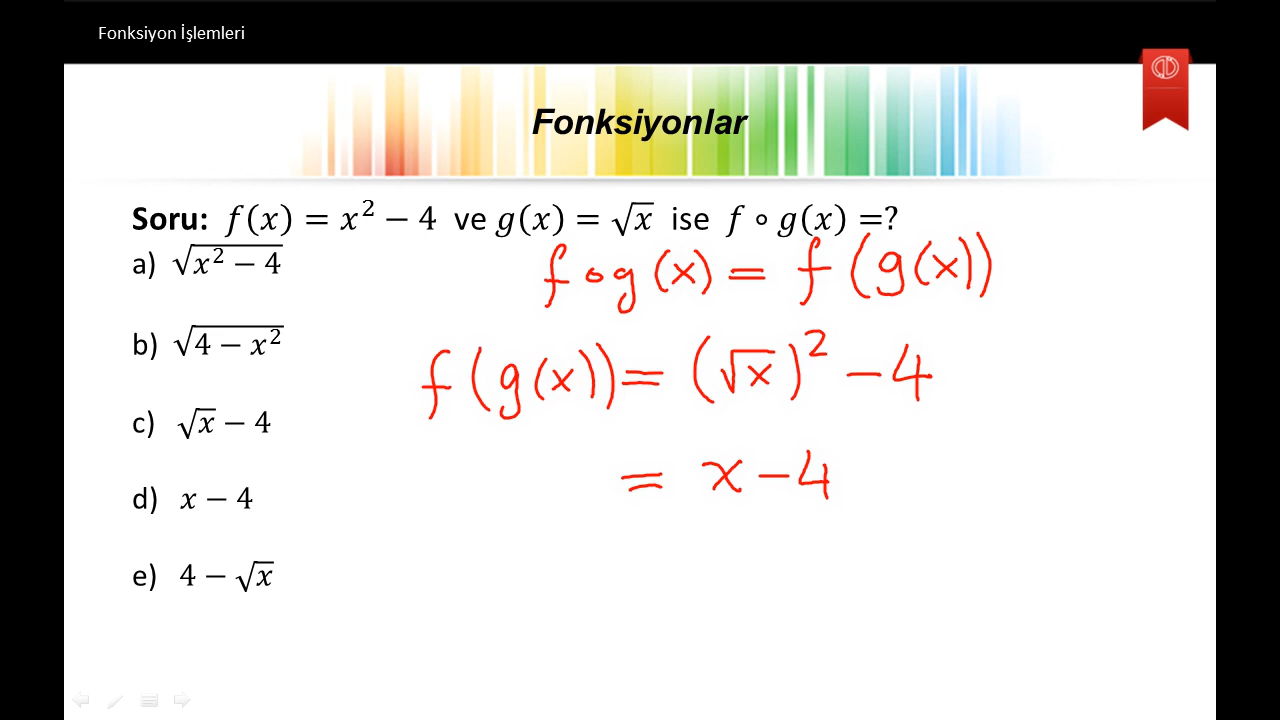 Fonksiyon İşlemleri
Fonksiyonlar
Soru: f(x) = x² − 4 ve g(x) = √x ise f ∘ g(x) =?
a) √(x² − 4)
f∘g(x) = f(g(x))
b) √(4 − x²)
f(g(x)) = (√x)² − 4
c) √x − 4
= x − 4
d) x − 4
e) 4 − √x